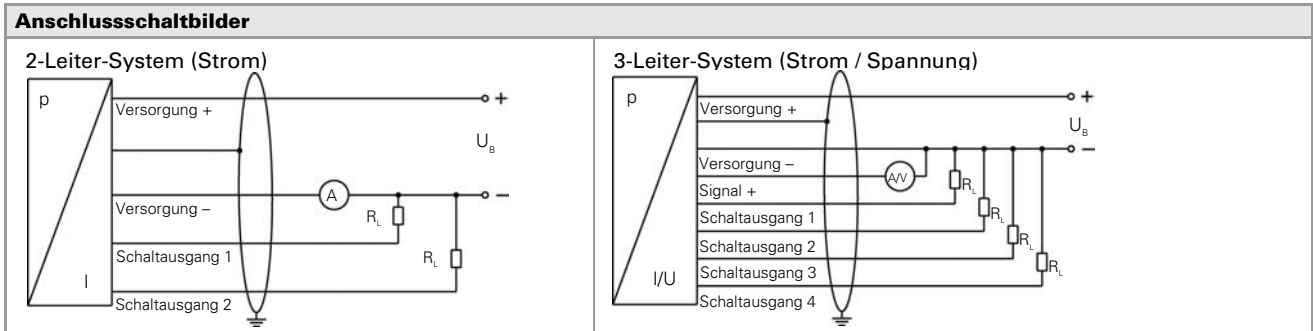 Anschlussschaltbilder
2-Leiter-System (Strom)
p
Versorgung +
+
U_B
A
–
Versorgung –
R_L
Schaltausgang 1
R_L
I
Schaltausgang 2
3-Leiter-System (Strom / Spannung)
p
Versorgung +
+
U_B
–
Versorgung –
A/V
Signal +
R_L
Schaltausgang 1
R_L
Schaltausgang 2
R_L
Schaltausgang 3
R_L
I/U
Schaltausgang 4